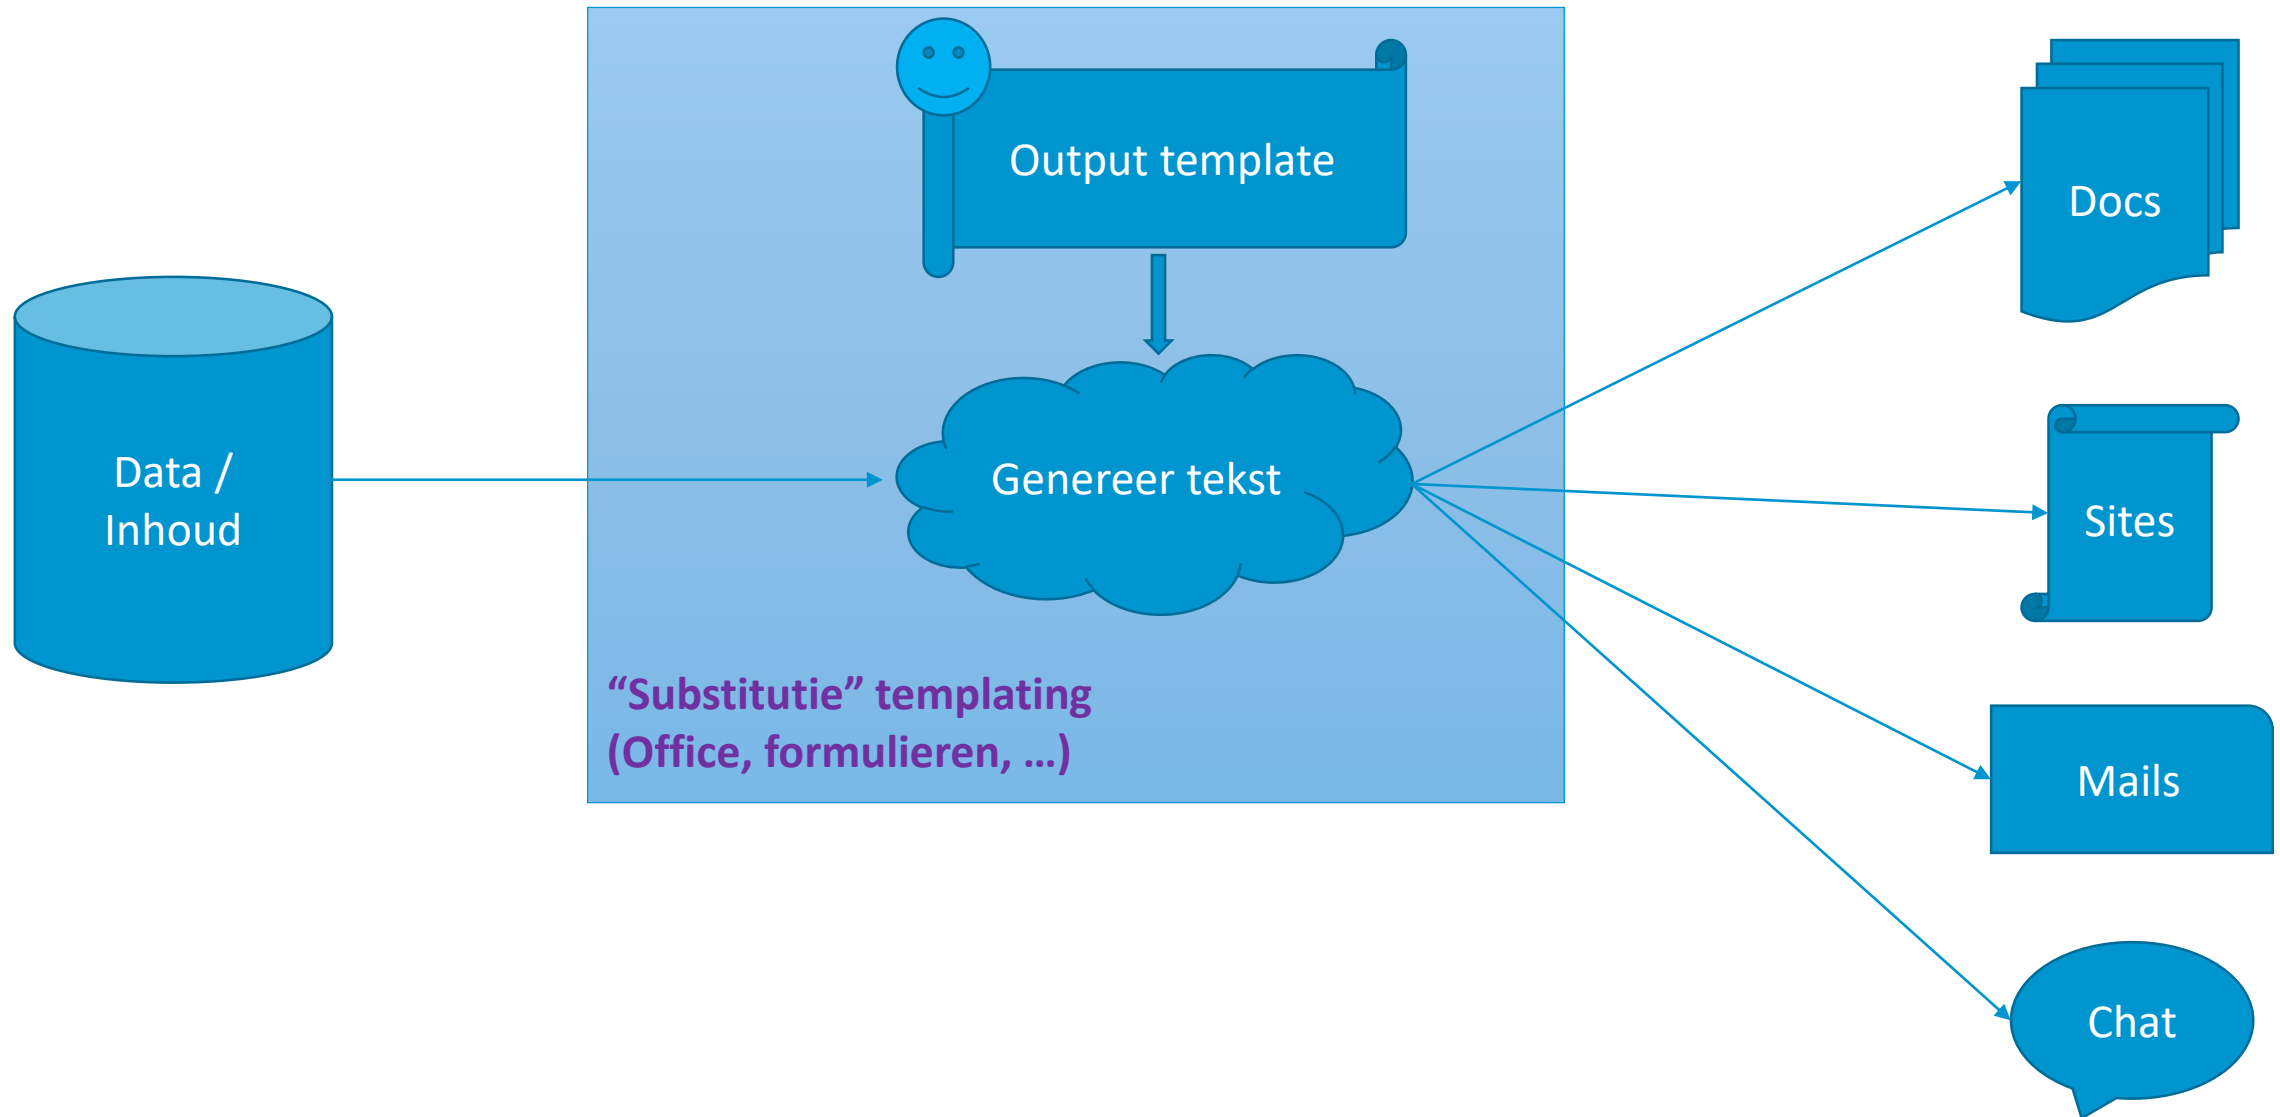 Output template
Docs
Data /
Inhoud
Genereer tekst
Sites
“Substitutie” templating
(Office, formulieren, …)
Mails
Chat